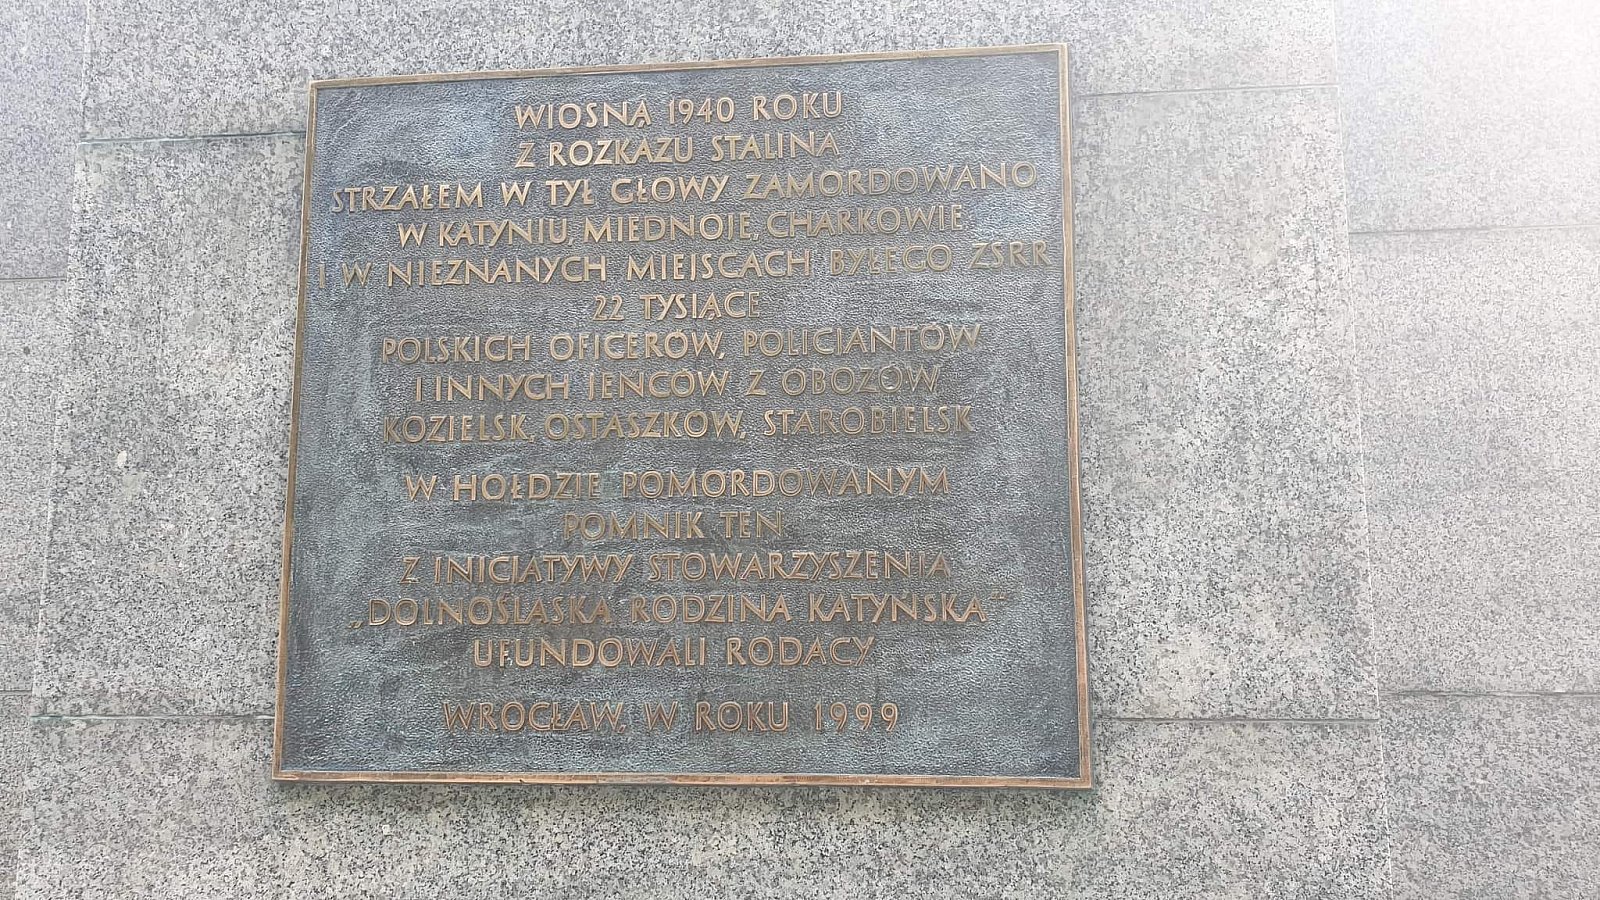 WIOSNĄ 1940 ROKU
Z ROZKAZU STALINA
STRZAŁEM W TYŁ GŁOWY ZAMORDOWANO
W KATYNIU, MIEDNOJE, CHARKOWIE
I W NIEZNANYCH MIEJSCACH BYŁEGO ZSRR
22 TYSIĄCE
POLSKICH OFICERÓW, POLICJANTÓW
I INNYCH JEŃCÓW Z OBOZÓW
KOZIELSK, OSTASZKÓW, STAROBIELSK
W HOŁDZIE POMORDOWANYM
POMNIK TEN
Z INICJATYWY STOWARZYSZENIA
„DOLNOŚLĄSKA RODZINA KATYŃSKA“
UFUNDOWALI RODACY
WROCŁAW, W ROKU 1999